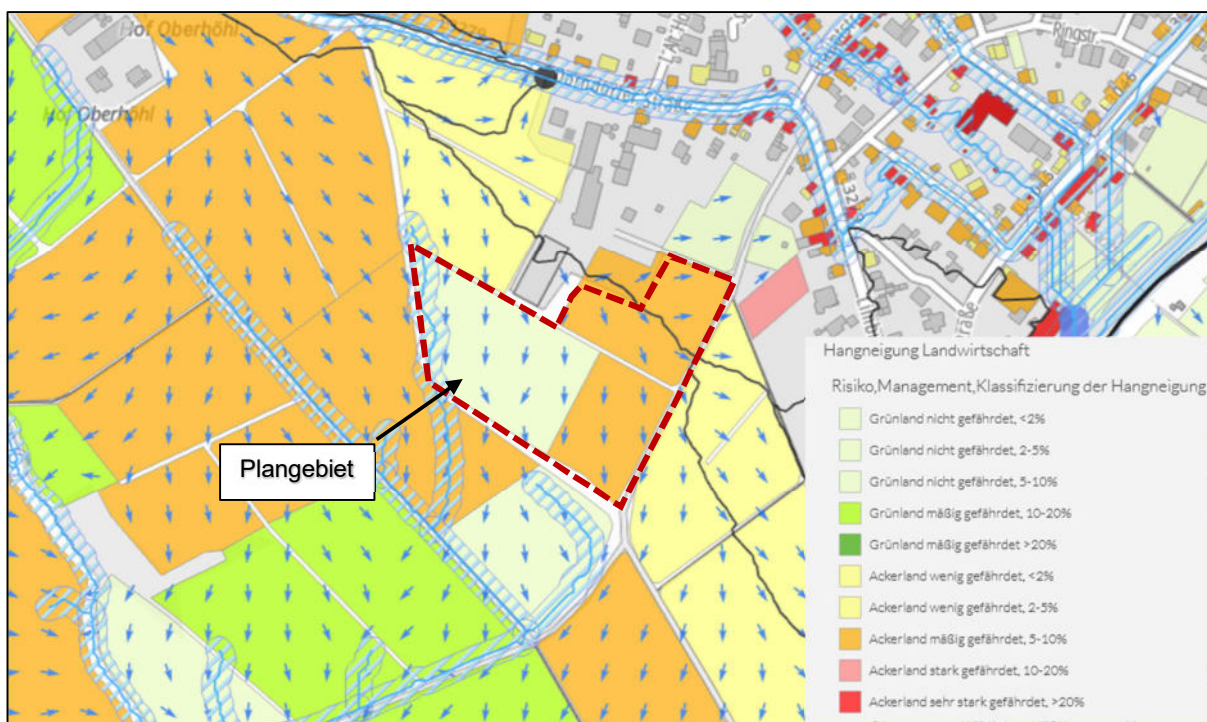 Hof Oberhöhl
Hof Oberhöhl
Ringstr.
Plangebiet
Hangneigung Landwirtschaft
Risiko,Management,Klassifizierung der Hangneigung
Grünland nicht gefährdet, <2%
Grünland nicht gefährdet, 2-5%
Grünland nicht gefährdet, 5-10%
Grünland mäßig gefährdet, 10-20%
Grünland mäßig gefährdet >20%
Ackerland wenig gefährdet, <2%
Ackerland wenig gefährdet, 2-5%
Ackerland mäßig gefährdet, 5-10%
Ackerland stark gefährdet, 10-20%
Ackerland sehr stark gefährdet, >20%